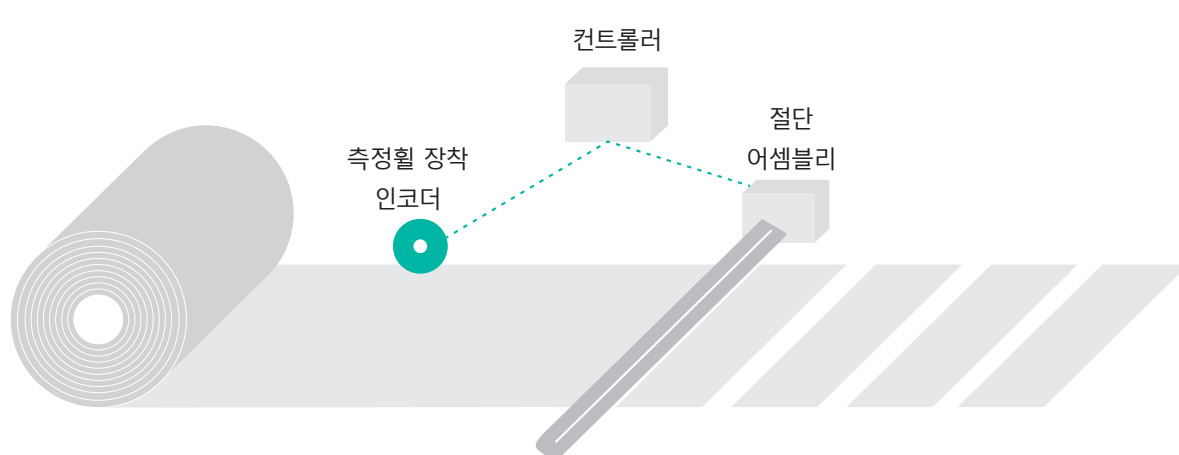 컨트롤러
절단
어셈블리
측정휠 장착
인코더